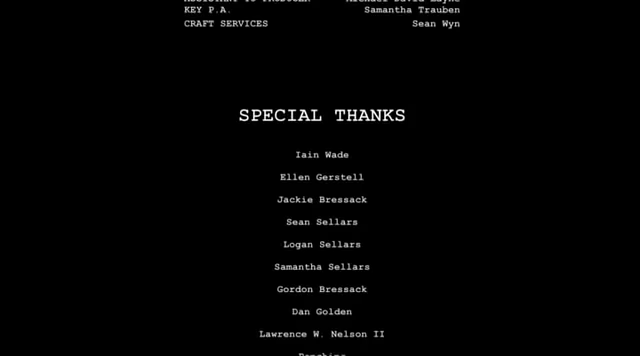 KEY P.A. Samantha Trauben
CRAFT SERVICES Sean Wyn
SPECIAL THANKS
Iain Wade
Ellen Gerstell
Jackie Bressack
Sean Sellars
Logan Sellars
Samantha Sellars
Gordon Bressack
Dan Golden
Lawrence W. Nelson II